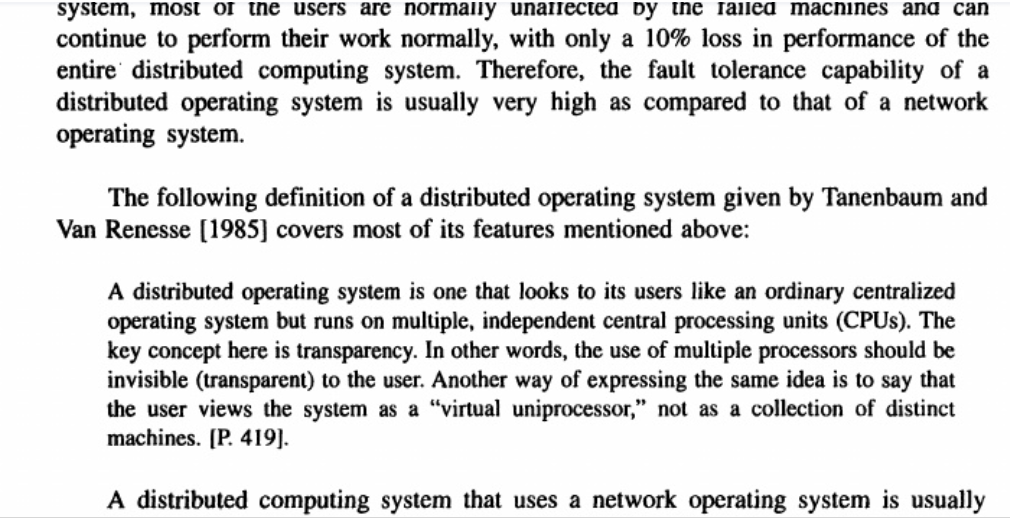 system, most of the users are normally unaffected by the failed machines and can
continue to perform their work normally, with only a 10% loss in performance of the
entire distributed computing system. Therefore, the fault tolerance capability of a
distributed operating system is usually very high as compared to that of a network
operating system.
The following definition of a distributed operating system given by Tanenbaum and
Van Renesse [1985] covers most of its features mentioned above:
A distributed operating system is one that looks to its users like an ordinary centralized
operating system but runs on multiple, independent central processing units (CPUs). The
key concept here is transparency. In other words, the use of multiple processors should be
invisible (transparent) to the user. Another way of expressing the same idea is to say that
the user views the system as a “virtual uniprocessor,” not as a collection of distinct
machines. [P. 419].
A distributed computing system that uses a network operating system is usually